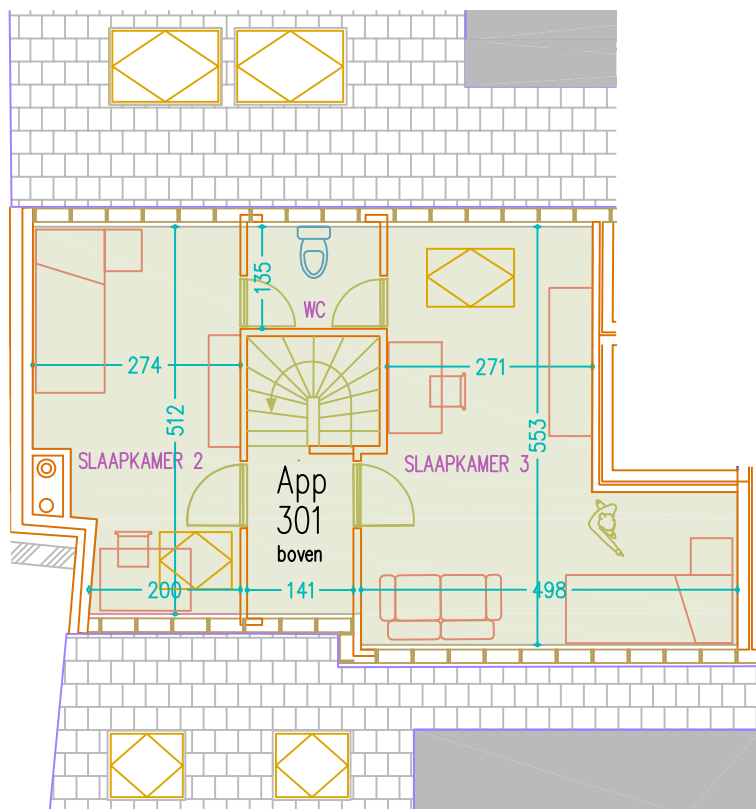 135
WC
274
271
512
553
SLAAPKAMER 2
SLAAPKAMER 3
App
301
boven
200
141
498